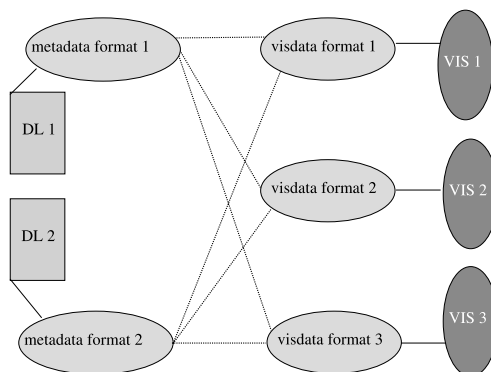 metadata format 1
visdata format 1
VIS 1
DL 1
visdata format 2
VIS 2
DL 2
metadata format 2
visdata format 3
VIS 3